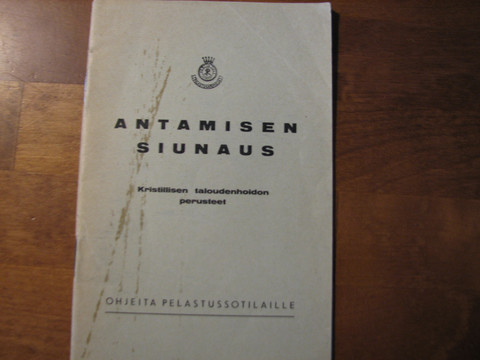 ANTAMISEN
SIUNAUS
Kristillisen taloudenhoidon
perusteet
OHJEITA PELASTUSSOTILAILLE